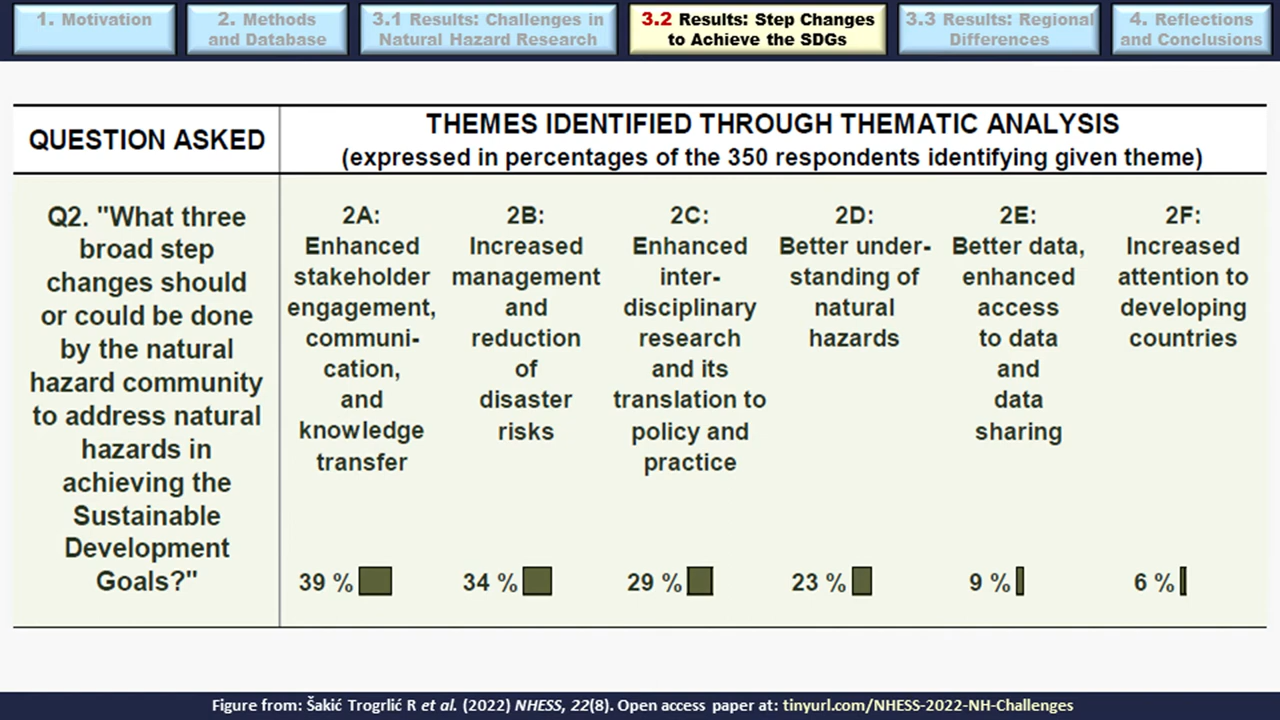 1. Motivation
2. Methods
and Database
3.1 Results: Challenges in
Natural Hazard Research
3.2 Results: Step Changes
to Achieve the SDGs
3.3 Results: Regional
Differences
4. Reflections
and Conclusions
QUESTION ASKED
THEMES IDENTIFIED THROUGH THEMATIC ANALYSIS
(expressed in percentages of the 350 respondents identifying given theme)
Q2. "What three
broad step
changes should
or could be done
by the natural
hazard community
to address natural
hazards in
achieving the
Sustainable
Development
Goals?"
2A:
Enhanced
stakeholder
engagement,
communi-
cation,
and
knowledge
transfer
39 %
2B:
Increased
management
and
reduction
of
disaster
risks
34 %
2C:
Enhanced
inter-
disciplinary
research
and its
translation to
policy and
practice
29 %
2D:
Better under-
standing of
natural
hazards
23 %
2E:
Better data,
enhanced
access
to data
and
data
sharing
9 %
2F:
Increased
attention to
developing
countries
6 %
Figure from: Šakić Trogrlić R et al. (2022) NHESS, 22(8). Open access paper at: tinyurl.com/NHESS-2022-NH-Challenges